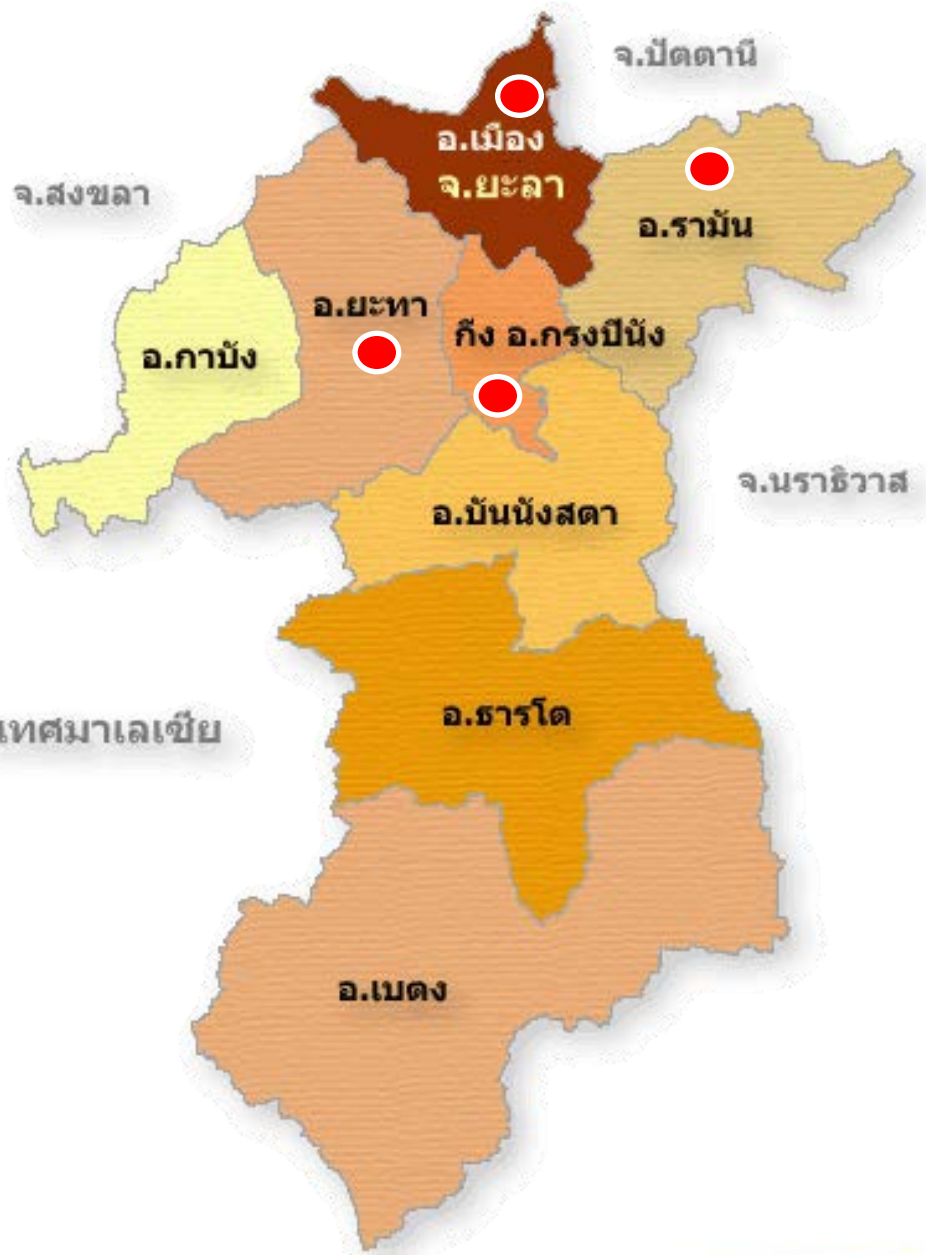 จ.ปัตตานี
อ.เมือง
จ.ยะลา
จ.สงขลา
อ.รามัน
อ.ยะหา
กิ่ง อ.กรงปินัง
อ.กาบัง
จ.นราธิวาส
อ.บันนังสตา
อ.ธารโต
เทศมาเลเซีย
อ.เบตง